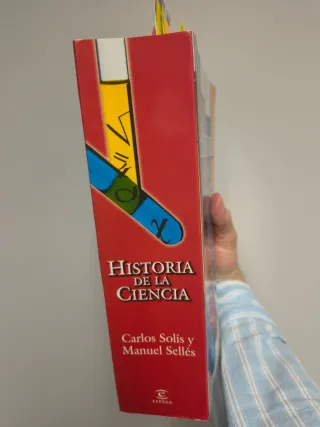 HISTORIA
DE LA
CIENCIA
Carlos Solís y
Manuel Sellés
ESPASA